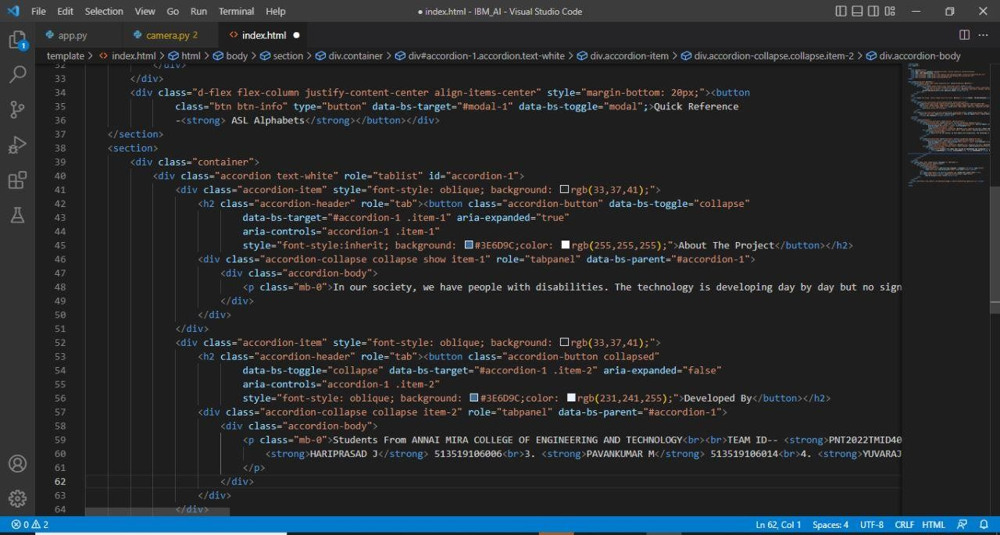 File Edit Selection View Go Run Terminal Help ● index.html - IBM_AI - Visual Studio Code
app.py camera.py 2 <> index.html ●
template > <> index.html > html > body > section > div.container > div#accordion-1.accordion.text-white > div.accordion-item > div.accordion-collapse.collapse.item-2 > div.accordion-body
1
32 </div>
33 </div>
34 <div class="d-flex flex-column justify-content-center align-items-center" style="margin-bottom: 20px;"><button
35 class="btn btn-info" type="button" data-bs-target="#modal-1" data-bs-toggle="modal";>Quick Reference
36 -<strong> ASL Alphabets</strong></button></div>
37 </section>
38 <section>
39 <div class="container">
40 <div class="accordion text-white" role="tablist" id="accordion-1">
41 <div class="accordion-item" style="font-style: oblique; background: rgb(33,37,41);">
42 <h2 class="accordion-header" role="tab"><button class="accordion-button" data-bs-toggle="collapse"
43 data-bs-target="#accordion-1 .item-1" aria-expanded="true"
44 aria-controls="accordion-1 .item-1"
45 style="font-style:inherit; background: #3E6D9C;color: rgb(255,255,255);">About The Project</button></h2>
46 <div class="accordion-collapse collapse show item-1" role="tabpanel" data-bs-parent="#accordion-1">
47 <div class="accordion-body">
48 <p class="mb-0">In our society, we have people with disabilities. The technology is developing day by day but no sign
49 </div>
50 </div>
51 </div>
52 <div class="accordion-item" style="font-style: oblique; background: rgb(33,37,41);">
53 <h2 class="accordion-header" role="tab"><button class="accordion-button collapsed"
54 data-bs-toggle="collapse" data-bs-target="#accordion-1 .item-2" aria-expanded="false"
55 aria-controls="accordion-1 .item-2"
56 style="font-style: oblique; background: #3E6D9C;color: rgb(231,241,255);">Developed By</button></h2>
57 <div class="accordion-collapse collapse item-2" role="tabpanel" data-bs-parent="#accordion-1">
58 <div class="accordion-body">
59 <p class="mb-0">Students From ANNAI MIRA COLLEGE OF ENGINEERING AND TECHNOLOGY<br><br>TEAM ID-- <strong>PNT2022TMID40
60 <strong>HARIPRASAD J</strong> 513519106006<br>3. <strong>PAVANKUMAR M</strong> 513519106014<br>4. <strong>YUVARAJ
61 </p>
62 </div>
63 </div>
64 </div>
0 2 Ln 62, Col 1 Spaces: 4 UTF-8 CRLF HTML